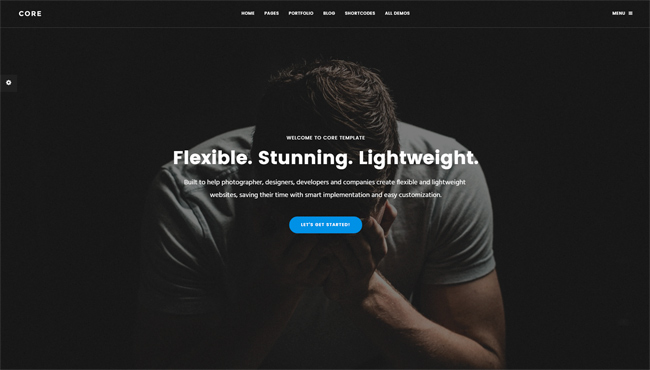 CORE
HOME PAGES PORTFOLIO BLOG SHORTCODES ALL DEMOS
MENU
WELCOME TO CORE TEMPLATE
Flexible. Stunning. Lightweight.
Built to help photographer, designers, developers and companies create flexible and lightweight
websites, saving their time with smart implementation and easy customization.
LET'S GET STARTED!